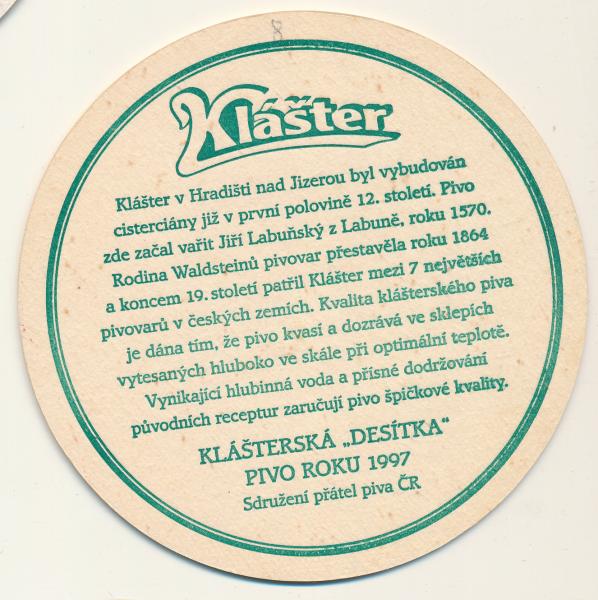 Klášter
Klášter v Hradišti nad Jizerou byl vybudován
cisterciány již v první polovině 12. století. Pivo
zde začal vařit Jiří Labuňský z Labuně, roku 1570.
Rodina Waldsteinů pivovar přestavěla roku 1864
a koncem 19. století patřil Klášter mezi 7 největších
pivovarů v českých zemích. Kvalita klášterského piva
je dána tím, že pivo kvasí a dozrává ve sklepích
vytesaných hluboko ve skále při optimální teplotě.
Vynikající hlubinná voda a přísné dodržování
původních receptur zaručují pivo špičkové kvality.
KLÁŠTERSKÁ „DESÍTKA“
PIVO ROKU 1997
Sdružení přátel piva ČR